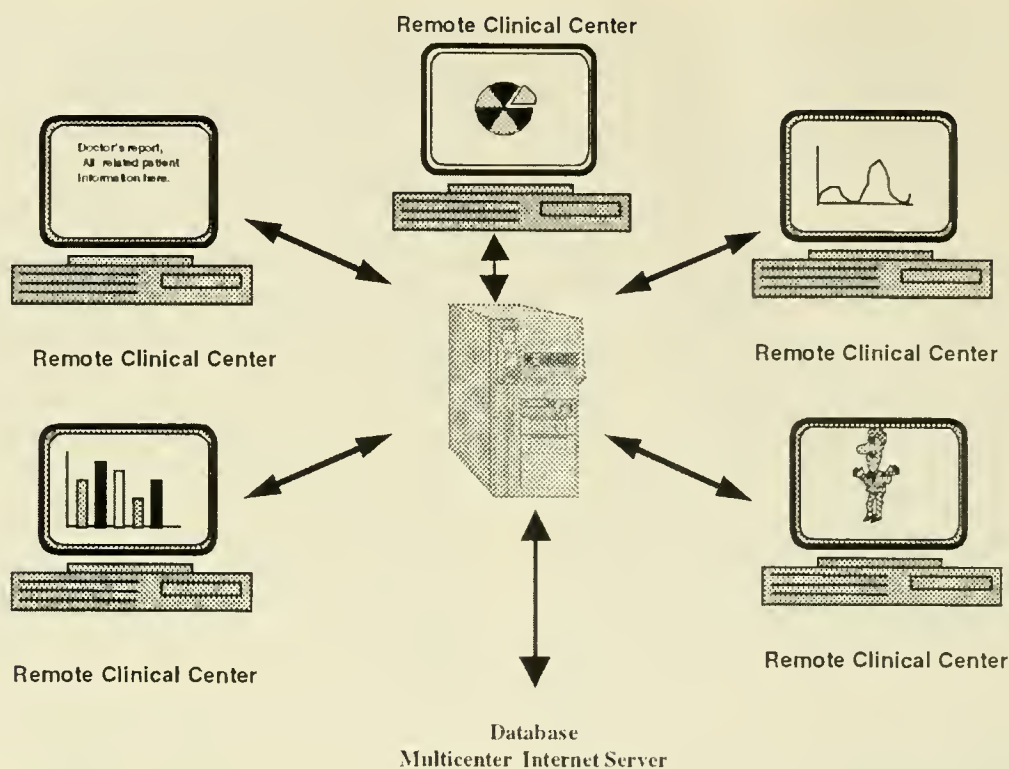 Remote Clinical Center
Doctor's report,
All related patient
Information here.
Remote Clinical Center
Remote Clinical Center
Remote Clinical Center
Remote Clinical Center
Database
Multicenter Internet Server